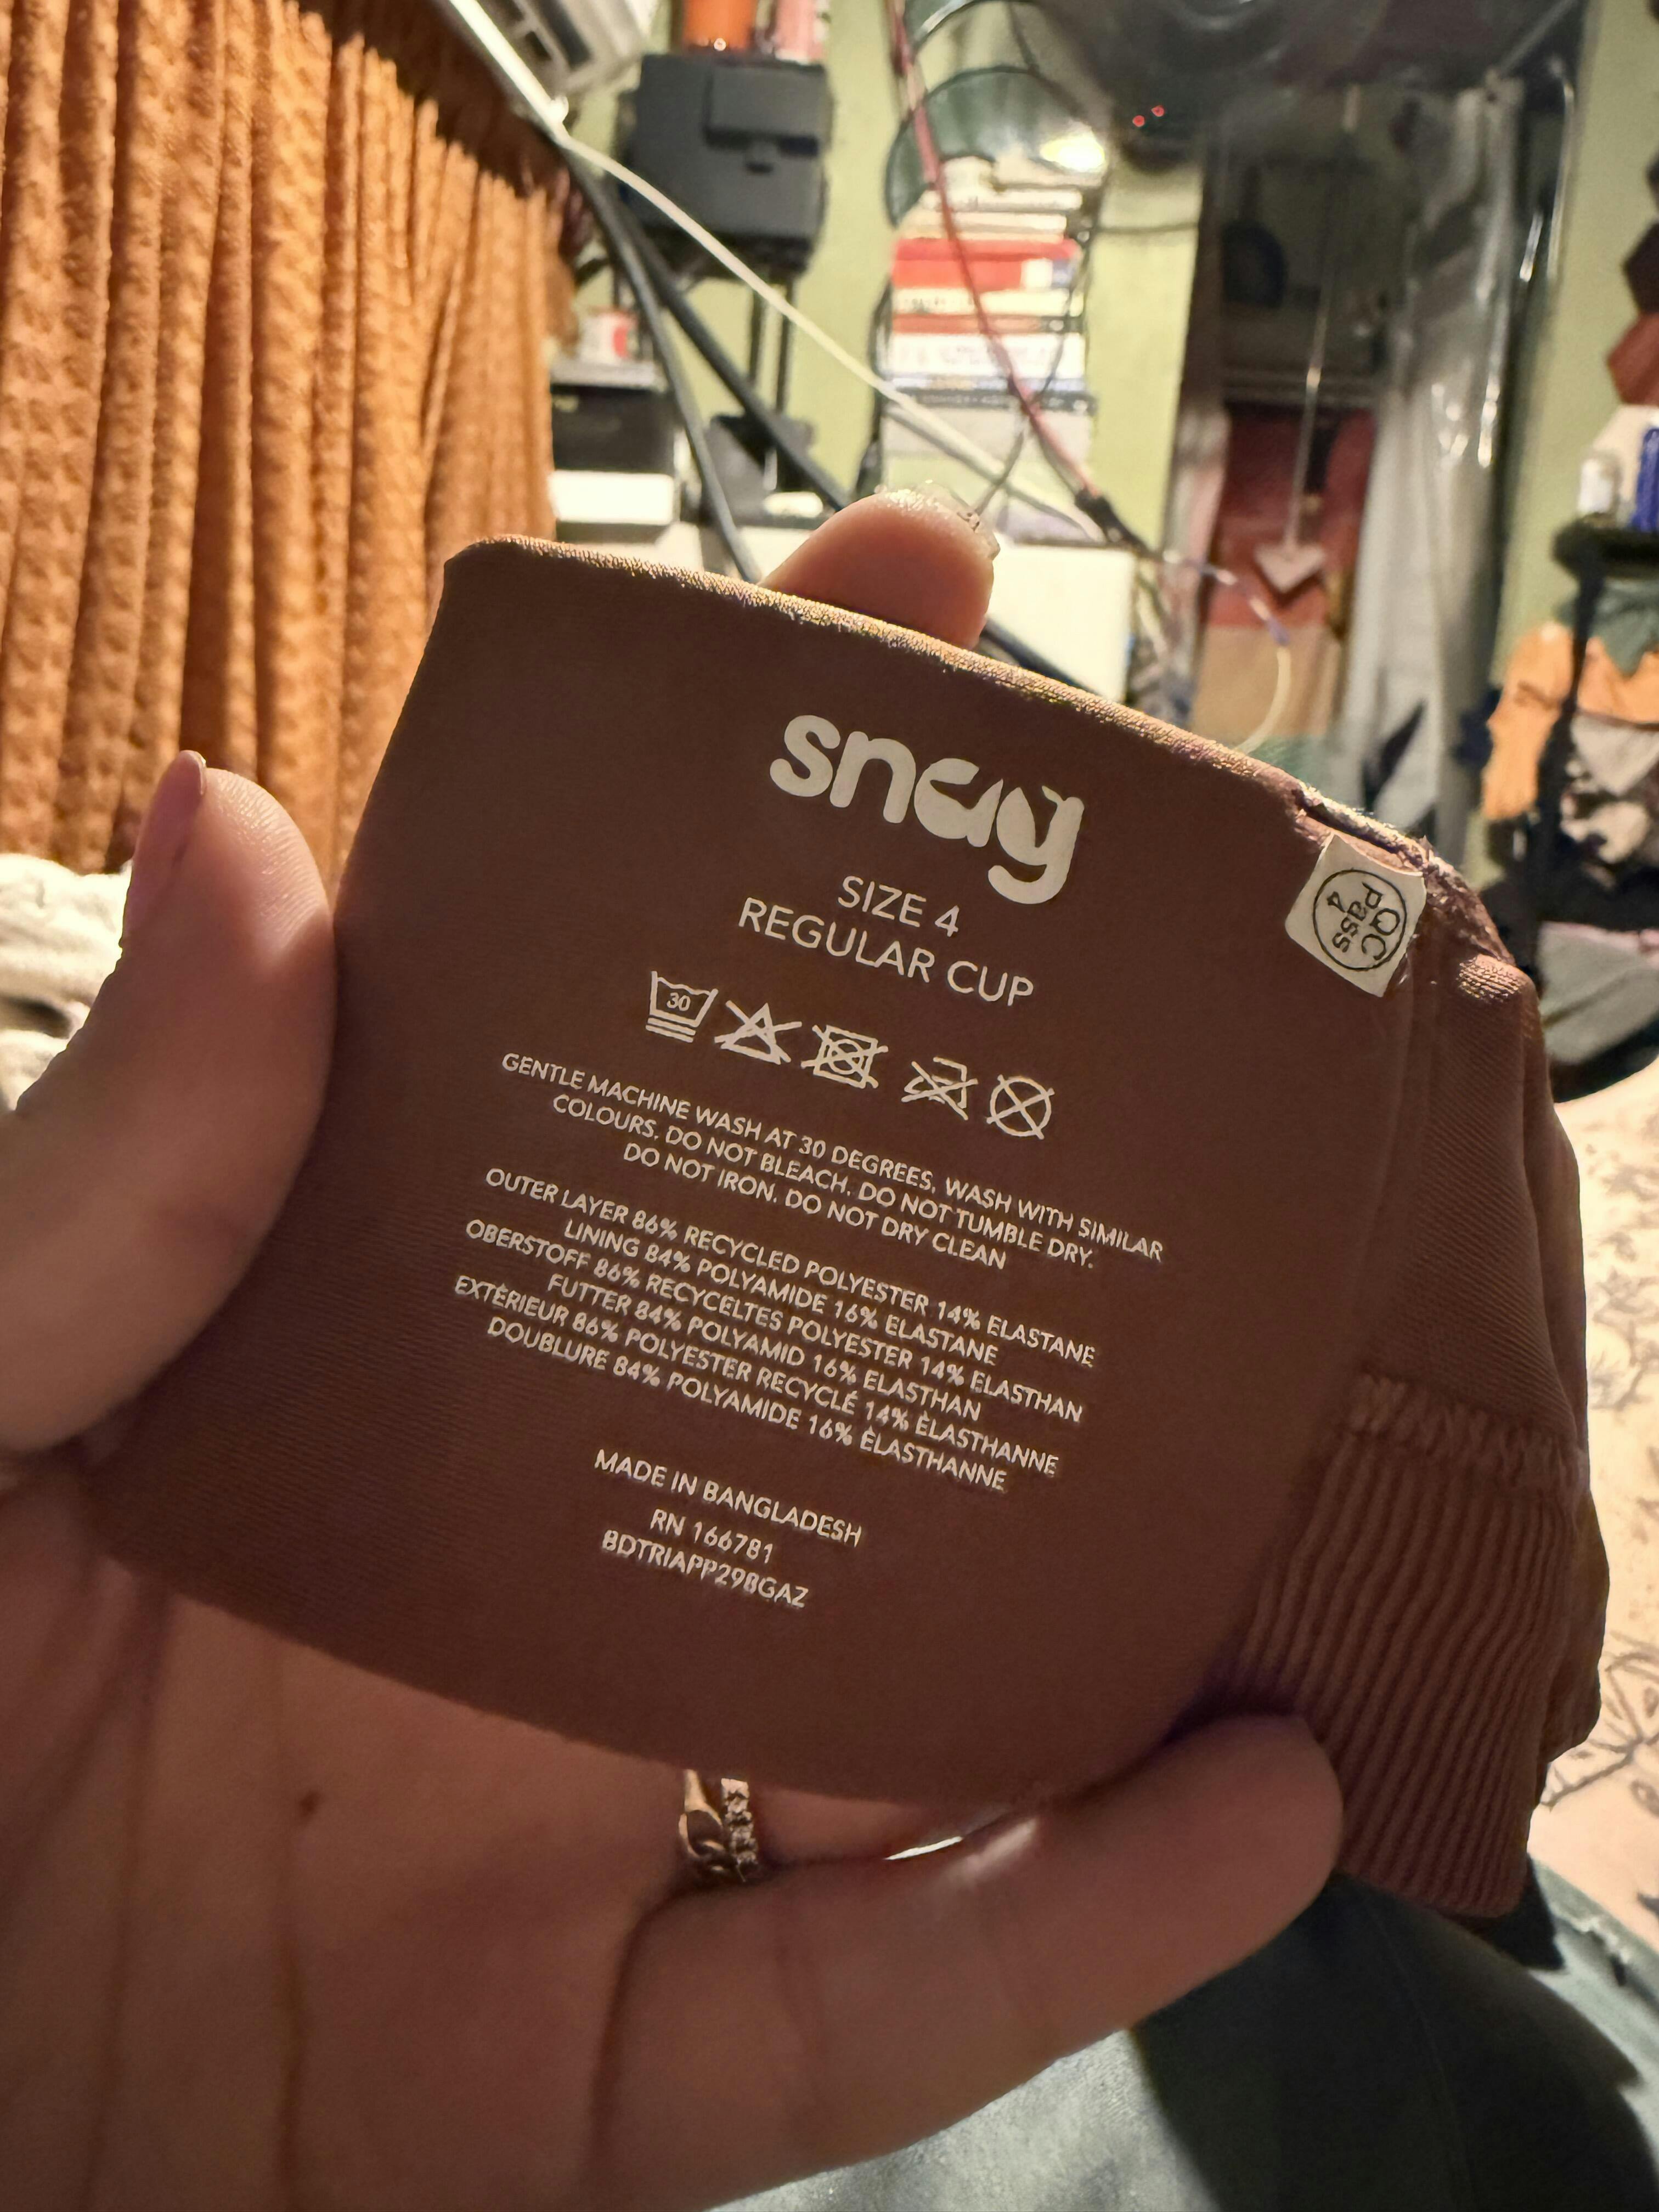 snay
SIZE 4
REGULAR CUP
QC
Pass
4
30
GENTLE MACHINE WASH AT 30 DEGREES, WASH WITH SIMILAR
COLOURS, DO NOT BLEACH, DO NOT TUMBLE DRY.
DO NOT IRON, DO NOT DRY CLEAN
OUTER LAYER 86% RECYCLED POLYESTER 14% ELASTANE
LINING 84% POLYAMIDE 16% ELASTANE
OBERSTOFF 86% RECYCELTES POLYESTER 14% ELASTHAN
FUTTER 84% POLYAMID 16% ELASTHAN
EXTÉRIEUR 86% POLYESTER RECYCLÉ 14% ÉLASTHANNE
DOUBLURE 84% POLYAMIDE 16% ÉLASTHANNE
MADE IN BANGLADESH
RN 166781
BDTRIAPP298GAZ